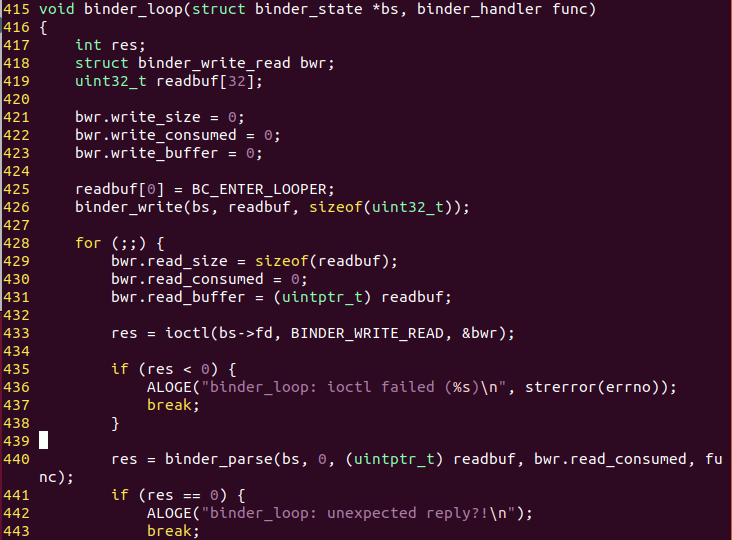 415 void binder_loop(struct binder_state *bs, binder_handler func)
416 {
417     int res;
418     struct binder_write_read bwr;
419     uint32_t readbuf[32];
420
421     bwr.write_size = 0;
422     bwr.write_consumed = 0;
423     bwr.write_buffer = 0;
424
425     readbuf[0] = BC_ENTER_LOOPER;
426     binder_write(bs, readbuf, sizeof(uint32_t));
427
428     for (;;) {
429         bwr.read_size = sizeof(readbuf);
430         bwr.read_consumed = 0;
431         bwr.read_buffer = (uintptr_t) readbuf;
432
433         res = ioctl(bs->fd, BINDER_WRITE_READ, &bwr);
434
435         if (res < 0) {
436             ALOGE("binder_loop: ioctl failed (%s)\n", strerror(errno));
437             break;
438         }
439
440         res = binder_parse(bs, 0, (uintptr_t) readbuf, bwr.read_consumed, fu
    nc);
441         if (res == 0) {
442             ALOGE("binder_loop: unexpected reply?!\n");
443             break;